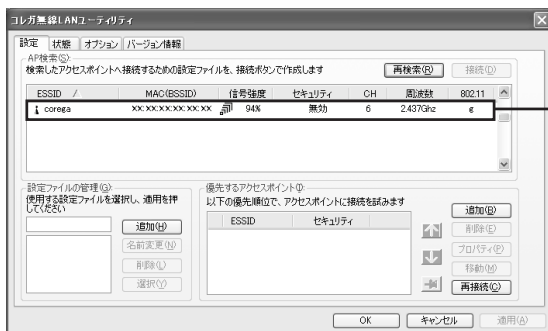 コレガ無線LANユーティリティ
設定 状態 オプション バージョン情報
AP検索(S):
検索したアクセスポイントへ接続するための設定ファイルを、接続ボタンで作成します
再検索(R) 接続(D)
ESSID MAC(BSSID) 信号強度 セキュリティ CH 周波数 802.11
corega XX:XX:XX:XX:XX:XX 94% 無効 6 2.437Ghz g
設定ファイルの管理(G):
使用する設定ファイルを選択し、適用を押
してください
追加(H)
名前変更(N)
削除(L)
選択(Y)
優先するアクセスポイント(I):
以下の優先順位で、アクセスポイントに接続を試みます
ESSID セキュリティ
追加(B)
削除(E)
プロパティ(P)
移動(M)
再接続(C)
OK キャンセル 適用(A)